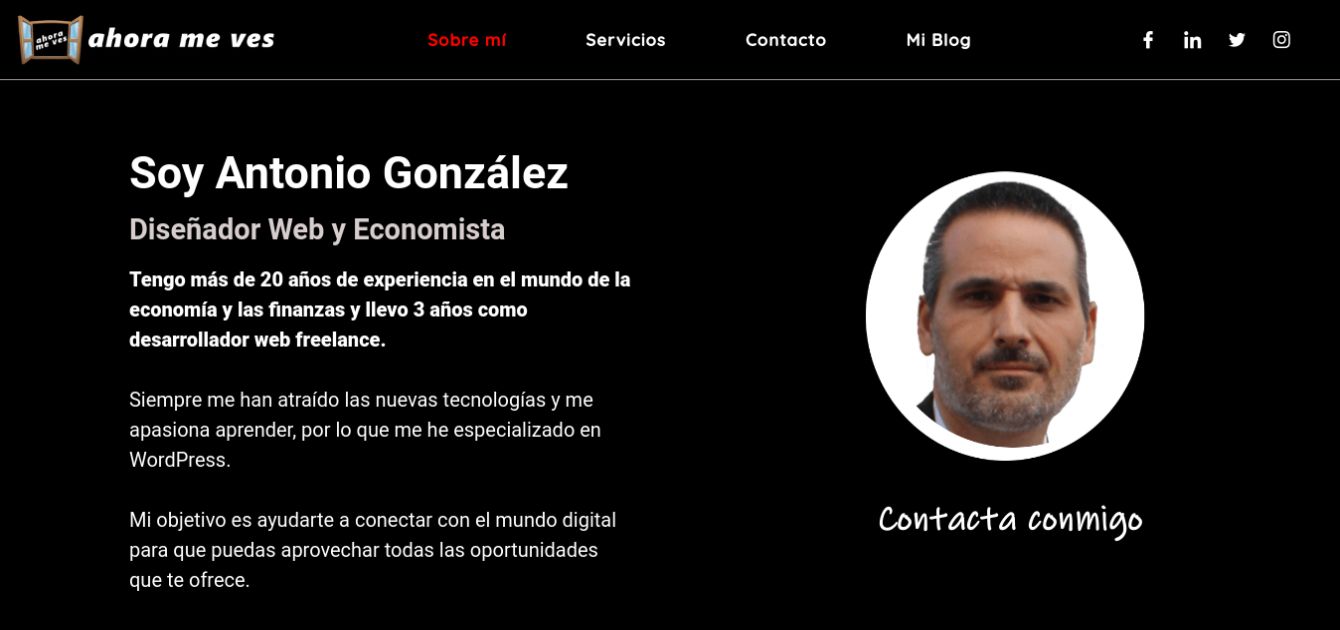 ahora
me ves
ahora me ves
Sobre mí
Servicios
Contacto
Mi Blog
Soy Antonio González
Diseñador Web y Economista
Tengo más de 20 años de experiencia en el mundo de la
economía y las finanzas y llevo 3 años como
desarrollador web freelance.
Siempre me han atraído las nuevas tecnologías y me
apasiona aprender, por lo que me he especializado en
WordPress.
Mi objetivo es ayudarte a conectar con el mundo digital
para que puedas aprovechar todas las oportunidades
que te ofrece.
Contacta conmigo